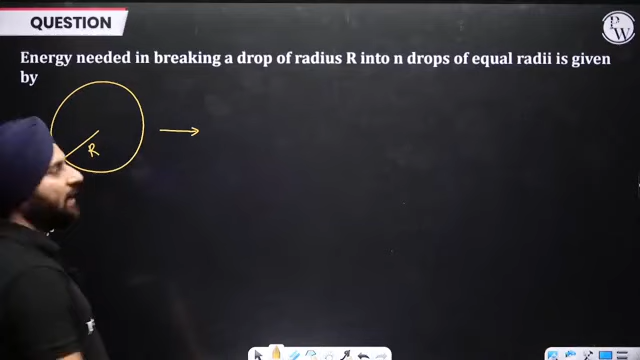 QUESTION
Energy needed in breaking a drop of radius R into n drops of equal radii is given
by
R
P
W